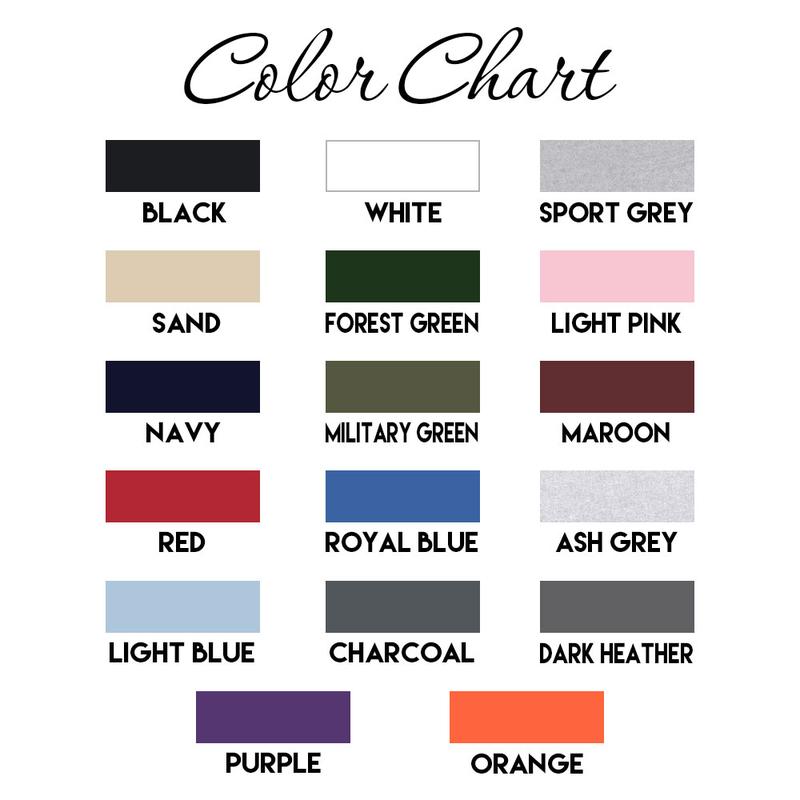 Color Chart
BLACK WHITE SPORT GREY
SAND FOREST GREEN LIGHT PINK
NAVY MILITARY GREEN MAROON
RED ROYAL BLUE ASH GREY
LIGHT BLUE CHARCOAL DARK HEATHER
PURPLE ORANGE